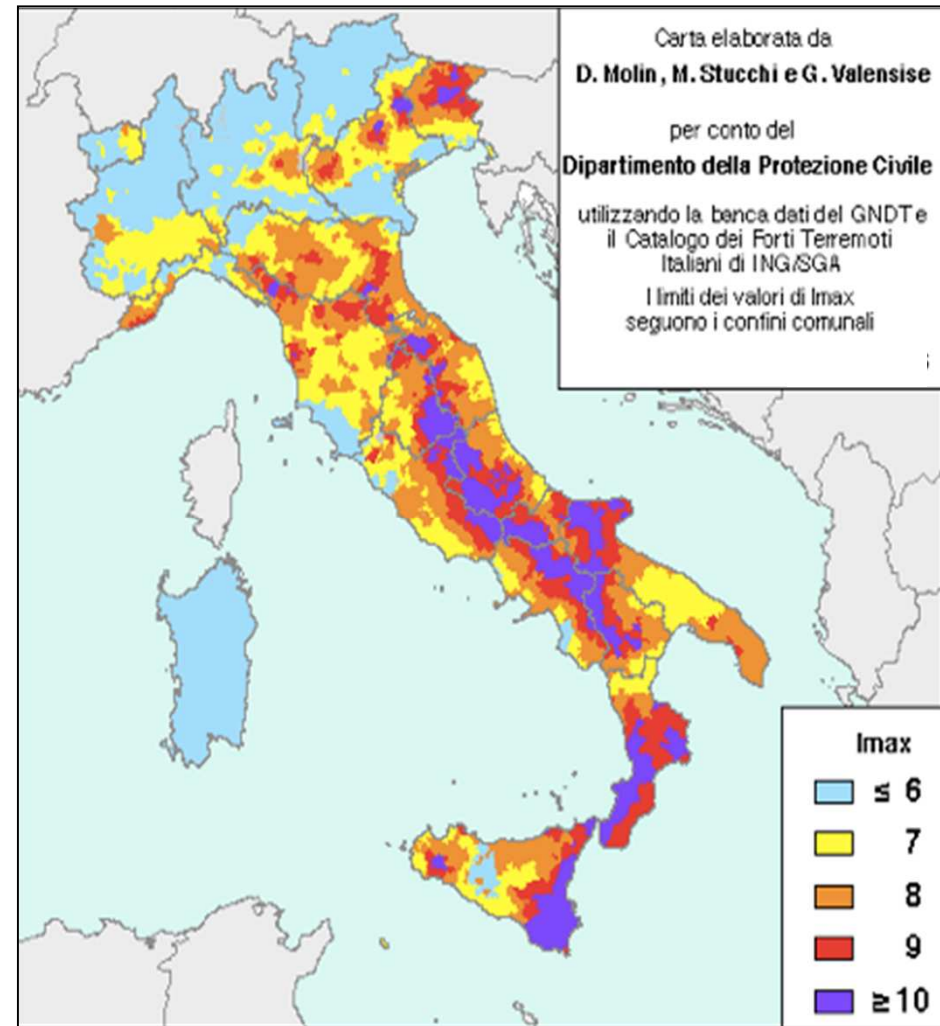 Carta elaborata da
D. Molin, M. Stucchi e G. Valensise
per conto del
Dipartimento della Protezione Civile
utilizzando la banca dati del GNDT e
il Catalogo dei Forti Terremoti
Italiani di ING/SGA
I limiti dei valori di Imax
seguono i confini comunali
Imax
≤ 6
7
8
9
≥ 10